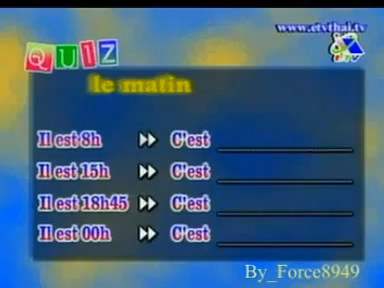 www.etvthai.tv
QUIZ
le matin
Il est 8h C'est
Il est 15h C'est
Il est 18h45 C'est
Il est 00h C'est
By_Force8949